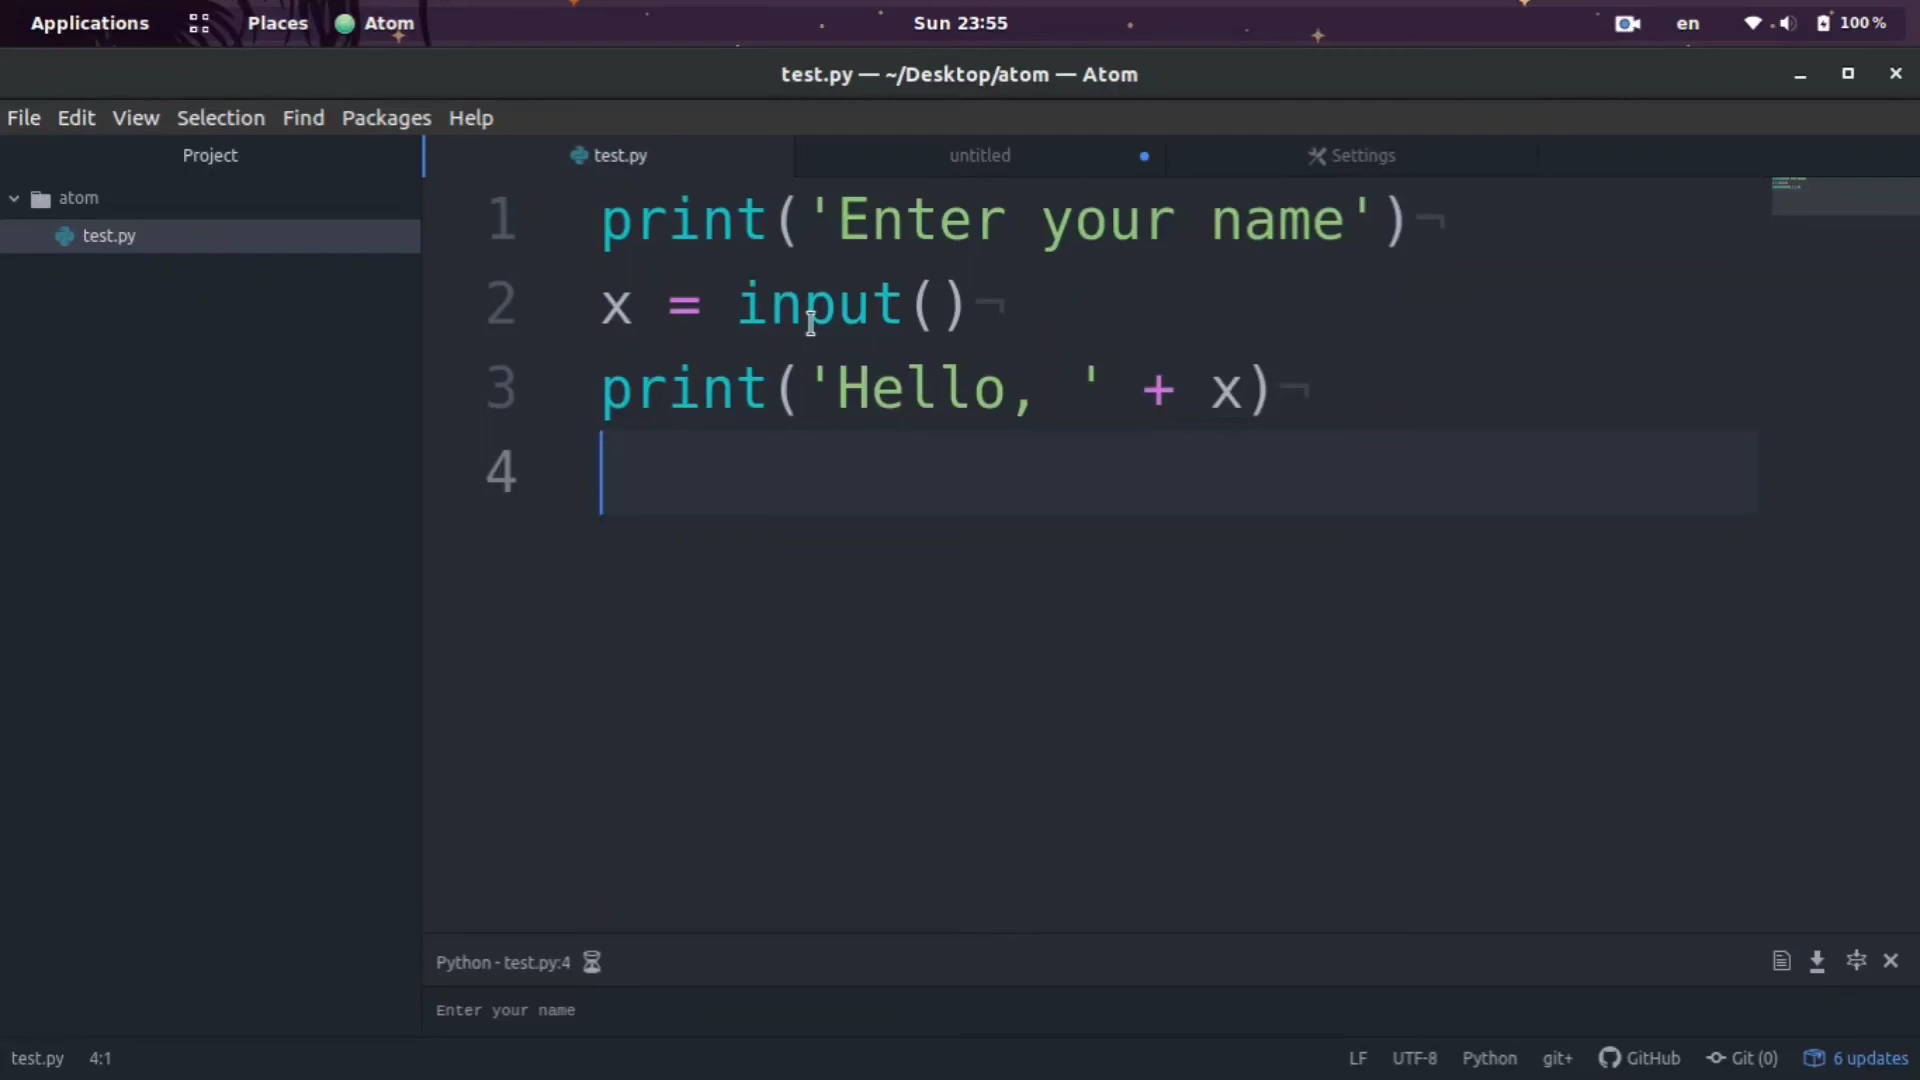 Applications Places Atom Sun 23:55 en 100 %
test.py — ~/Desktop/atom — Atom
File Edit View Selection Find Packages Help
Project test.py untitled Settings
atom
test.py
1 print('Enter your name')¬
2 x = input()¬
3 print('Hello, ' + x)¬
4
Python - test.py:4
Enter your name
test.py 4:1 LF UTF-8 Python git+ GitHub Git (0) 6 updates